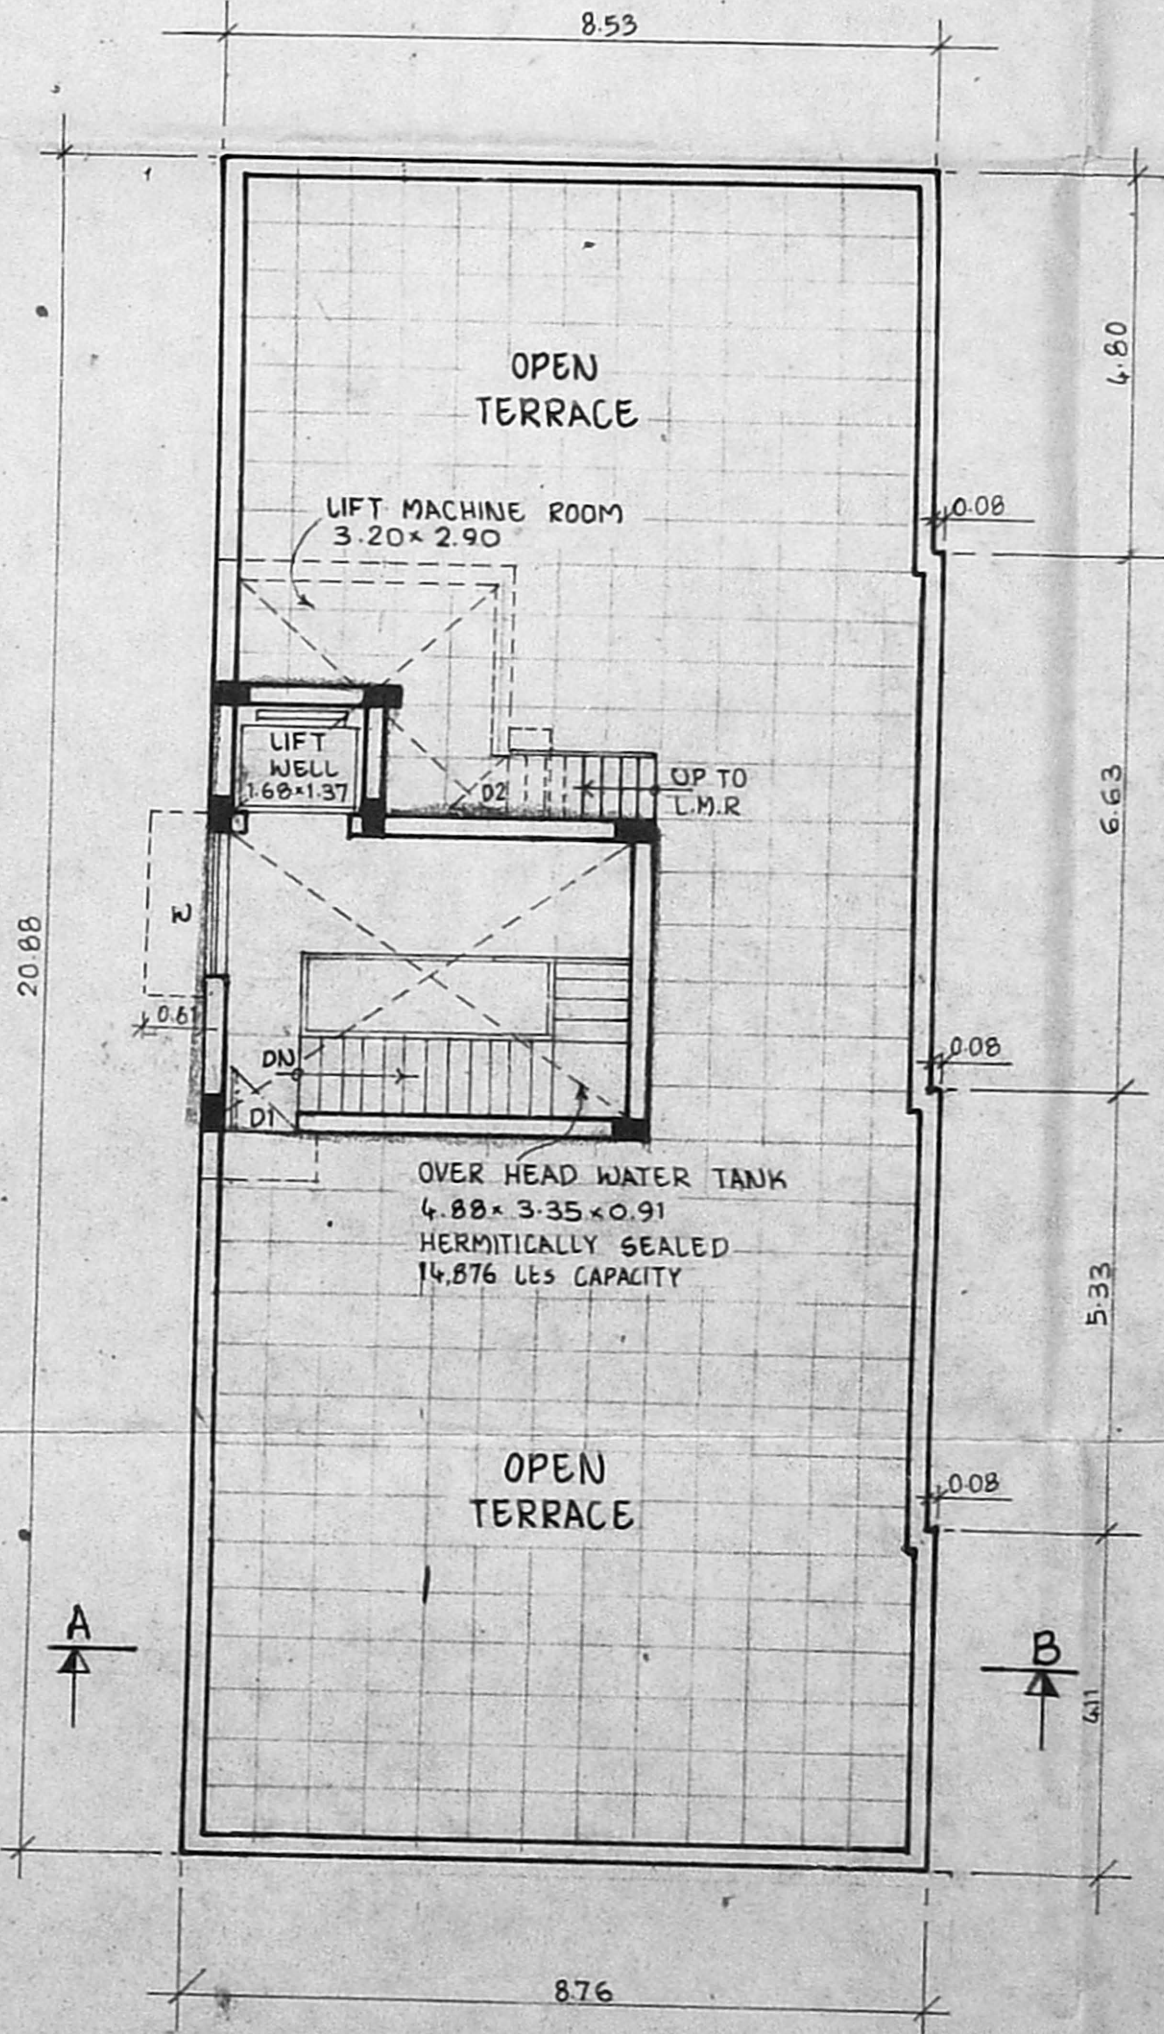 8.53
OPEN
TERRACE
4.80
LIFT MACHINE ROOM
3.20× 2.90
0.08
LIFT
WELL
1.68×1.37
D2
UP TO
L.M.R
6.63
W
20.88
0.61
DN
D1
0.08
OVER HEAD WATER TANK
4.88× 3.35×0.91
HERMITICALLY SEALED
14,876 LES CAPACITY
5.33
OPEN
TERRACE
0.08
A
B
4.11
8.76